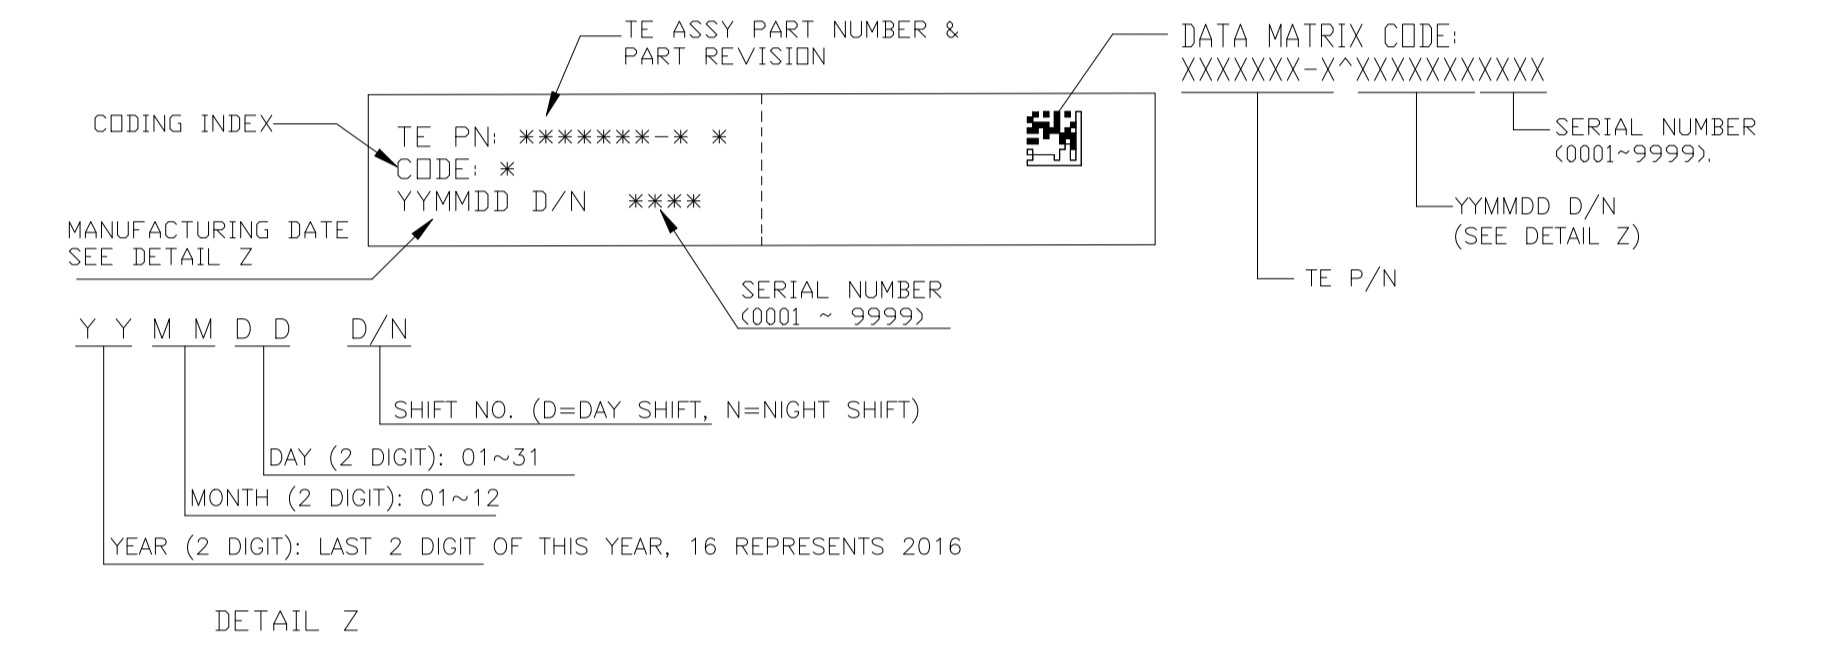 TE ASSY PART NUMBER &
PART REVISION
DATA MATRIX CODE:
XXXXXXX-X^XXXXXXXXXXX
CODING INDEX
TE PN: *******-* *
CODE: *
YYMMDD D/N ****
SERIAL NUMBER
(0001~9999).
YYMMDD D/N
(SEE DETAIL Z)
TE P/N
MANUFACTURING DATE
SEE DETAIL Z
SERIAL NUMBER
(0001 ~ 9999)
Y Y M M D D D/N
SHIFT NO. (D=DAY SHIFT, N=NIGHT SHIFT)
DAY (2 DIGIT): 01~31
MONTH (2 DIGIT): 01~12
YEAR (2 DIGIT): LAST 2 DIGIT OF THIS YEAR, 16 REPRESENTS 2016
DETAIL Z